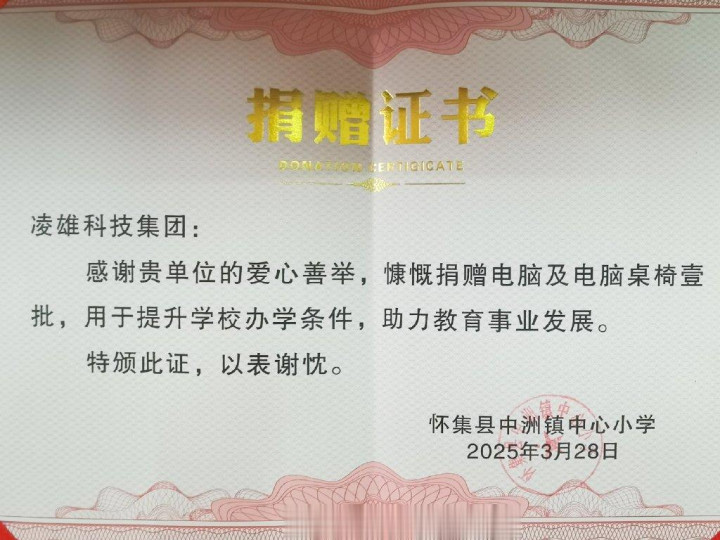 捐赠证书
DONATION CERTIGICATE
凌雄科技集团：
感谢贵单位的爱心善举，慷慨捐赠电脑及电脑桌椅壹
批，用于提升学校办学条件，助力教育事业发展。
特颁此证，以表谢忱。
怀集县中洲镇中心小学
2025年3月28日